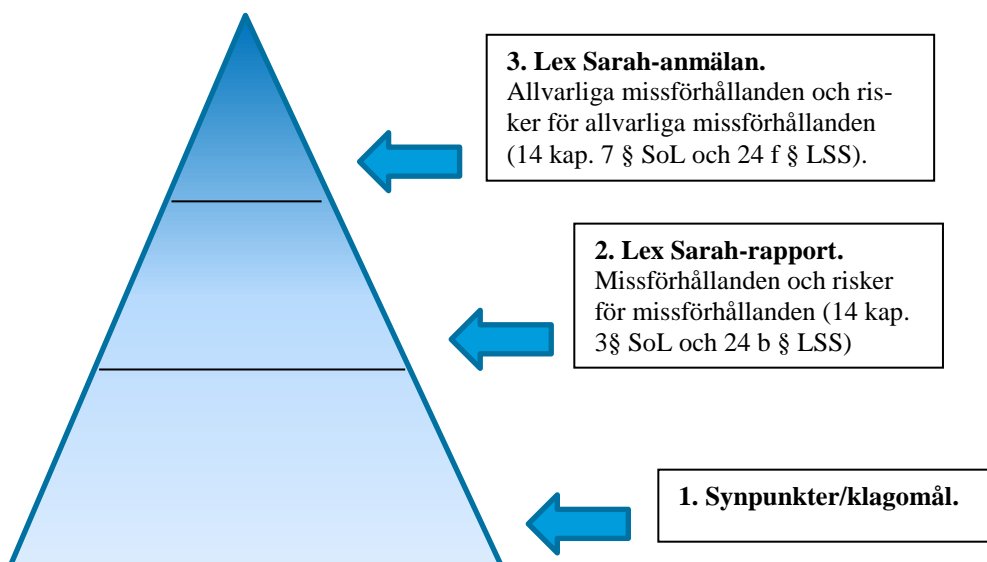 3. Lex Sarah-anmälan.
Allvarliga missförhållanden och ris-
ker för allvarliga missförhållanden
(14 kap. 7 § SoL och 24 f § LSS).
2. Lex Sarah-rapport.
Missförhållanden och risker
för missförhållanden (14 kap.
3§ SoL och 24 b § LSS)
1. Synpunkter/klagomål.